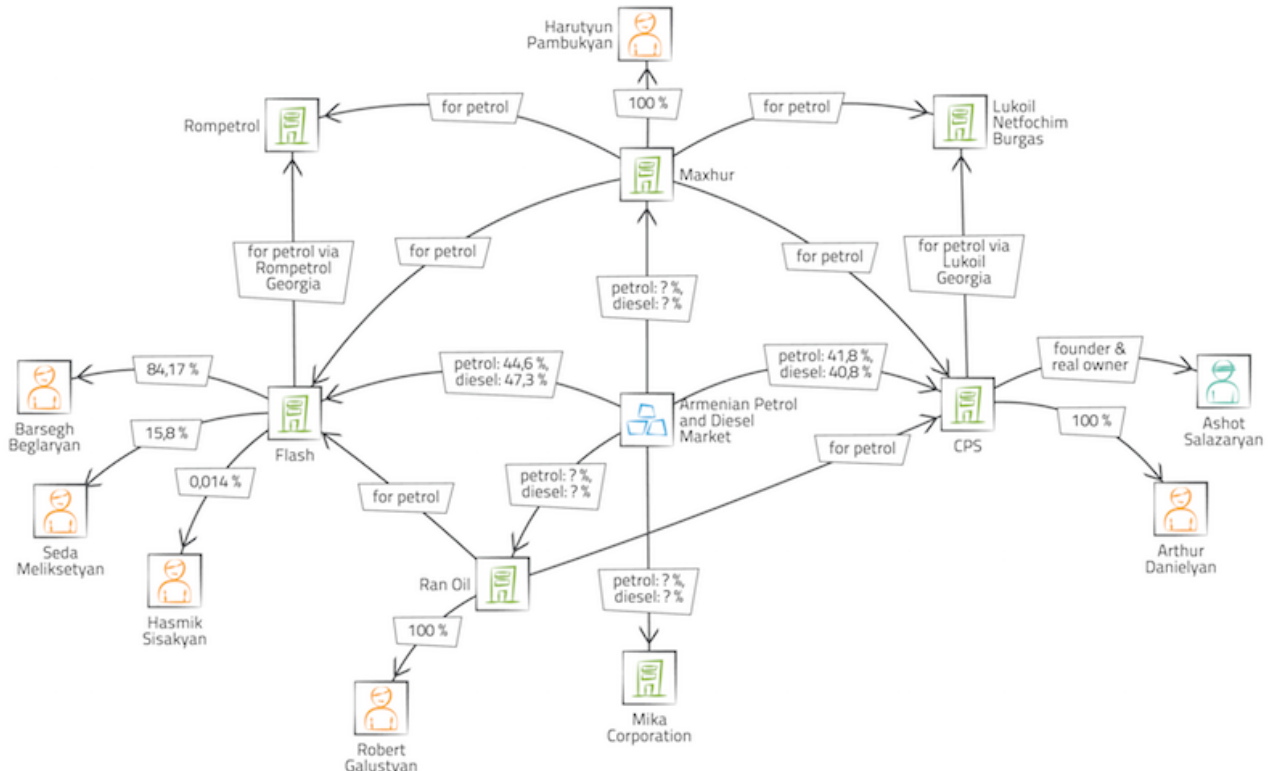 Harutyun
Pambukyan
100 %
for petrol
for petrol
Rompetrol
Lukoil
Netfochim
Burgas
Maxhur
for petrol via
Rompetrol
Georgia
for petrol
for petrol
for petrol via
Lukoil
Georgia
petrol: ? %,
diesel: ? %
84,17 %
petrol: 44,6 %,
diesel: 47,3 %
petrol: 41,8 %,
diesel: 40,8 %
founder &
real owner
Barsegh
Beglaryan
15,8 %
Flash
Armenian Petrol
and Diesel
Market
CPS
100 %
Ashot
Salazaryan
0,014 %
for petrol
petrol: ? %,
diesel: ? %
for petrol
Seda
Meliksetyan
Arthur
Danielyan
Ran Oil
petrol: ? %,
diesel: ? %
Hasmik
Sisakyan
100 %
Mika
Corporation
Robert
Galustyan